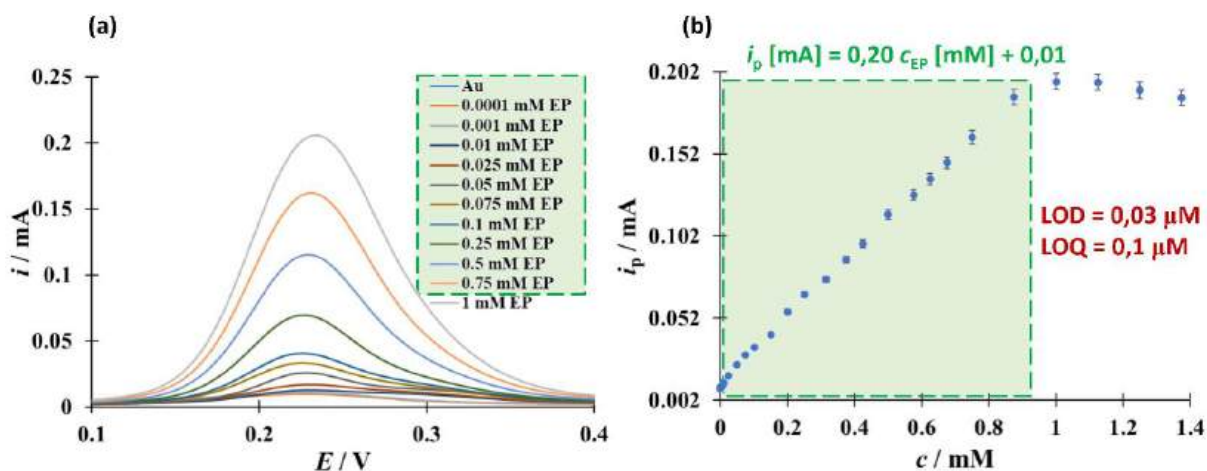 (a)
0.25
0.2
0.15
0.1
0.05
0
i / mA
0.1
0.2
0.3
0.4
E / V
Au
0.0001 mM EP
0.001 mM EP
0.01 mM EP
0.025 mM EP
0.05 mM EP
0.075 mM EP
0.1 mM EP
0.25 mM EP
0.5 mM EP
0.75 mM EP
1 mM EP
(b)
iₚ [mA] = 0,20 c_EP [mM] + 0,01
0.202
0.152
0.102
0.052
0.002
iₚ / mA
LOD = 0,03 µM
LOQ = 0,1 µM
0
0.2
0.4
0.6
0.8
1
1.2
1.4
c / mM